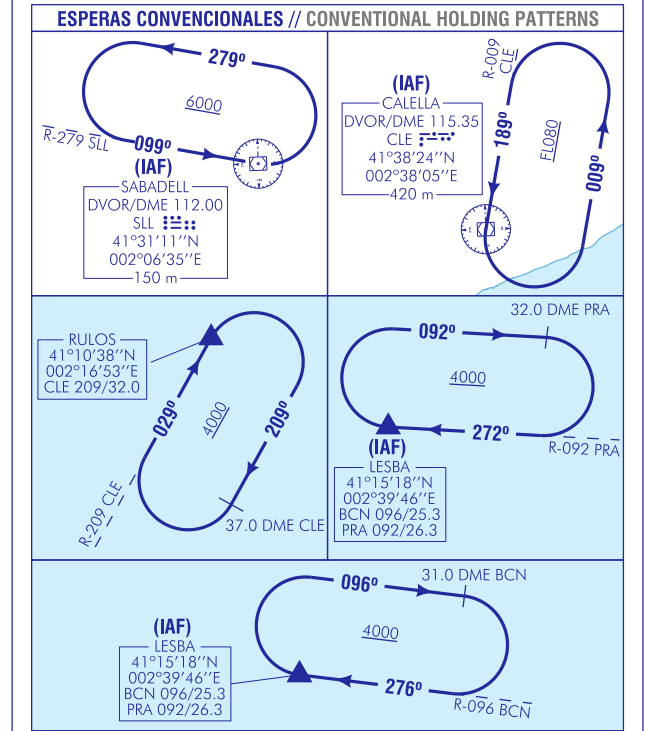 ESPERAS CONVENCIONALES // CONVENTIONAL HOLDING PATTERNS
279º
6000
R-279 SLL
099º
(IAF)
SABADELL
DVOR/DME 112.00
SLL
41°31'11''N
002°06'35''E
150 m
R-009
CLE
(IAF)
CALELLA
DVOR/DME 115.35
CLE
41°38'24''N
002°38'05''E
420 m
189º
FL080
009º
RULOS
41°10'38''N
002°16'53''E
CLE 209/32.0
029º
4000
209º
R-209 CLE
37.0 DME CLE
32.0 DME PRA
092º
4000
272º
R-092 PRA
(IAF)
LESBA
41°15'18''N
002°39'46''E
BCN 096/25.3
PRA 092/26.3
31.0 DME BCN
096º
4000
276º
R-096 BCN
(IAF)
LESBA
41°15'18''N
002°39'46''E
BCN 096/25.3
PRA 092/26.3